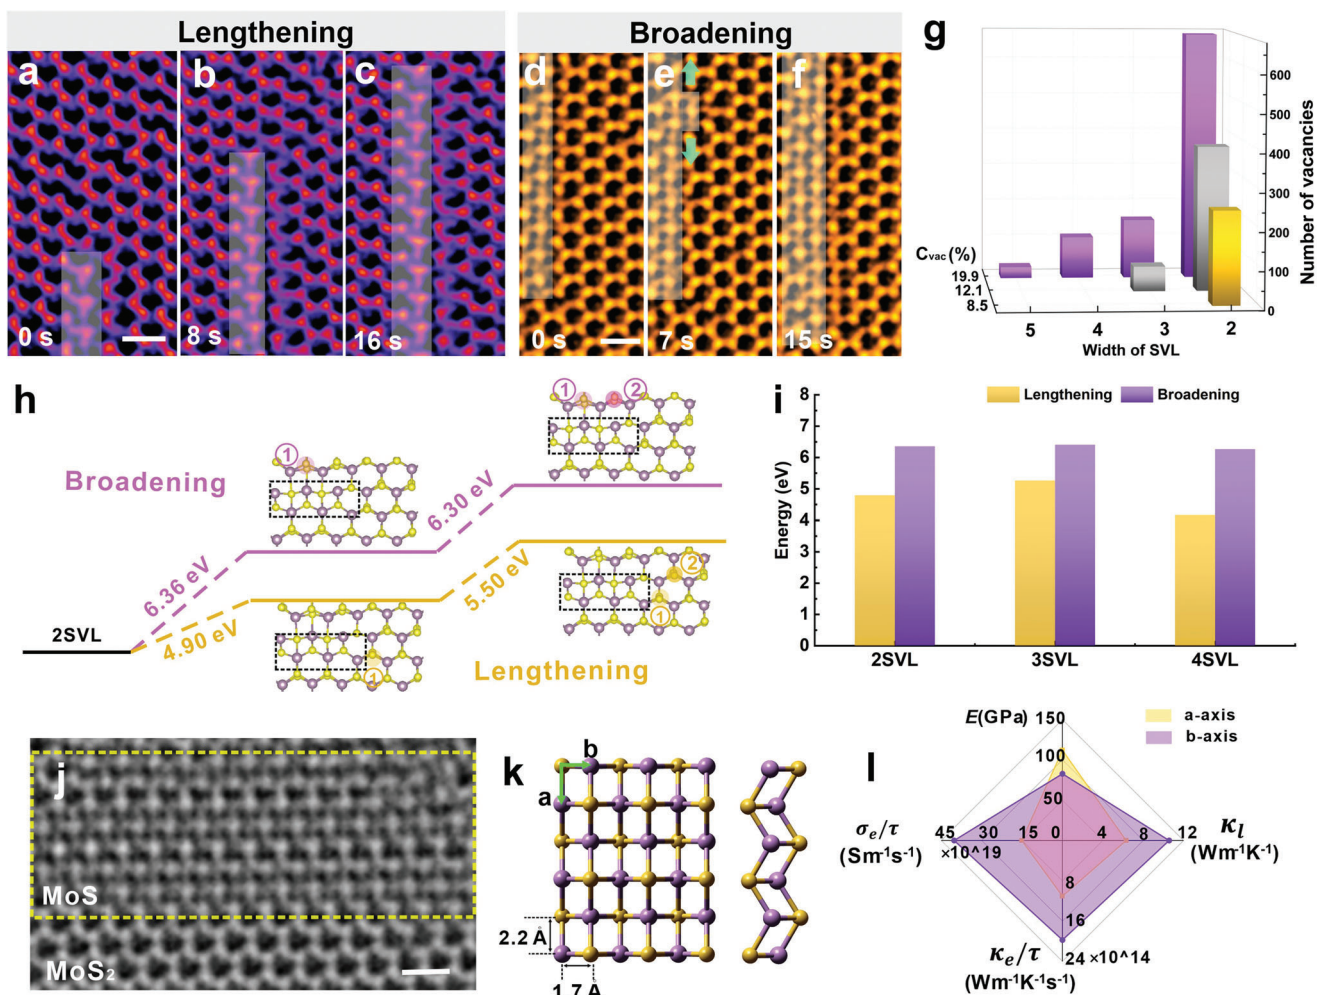 Lengthening
Broadening
a
b
c
d
e
f
0 s
8 s
16 s
0 s
7 s
15 s
g
600
500
400
300
200
100
0
Number of vacancies
Cvac (%)
19.9
12.1
8.5
5
4
3
2
Width of SVL
h
Broadening
1
1
2
6.36 eV
6.30 eV
2SVL
4.90 eV
5.50 eV
1
2
1
Lengthening
i
Lengthening
Broadening
8
7
6
5
4
3
2
1
0
Energy (eV)
2SVL
3SVL
4SVL
j
MoS
MoS₂
k
b
a
2.2 Å
1.7 Å
l
a-axis
b-axis
E(GPa)
150
100
50
0
σe/τ
(Sm⁻¹s⁻¹)
45
30
15
×10^19
4
8
12
κl
(Wm⁻¹K⁻¹)
8
16
24 ×10^14
κe/τ
(Wm⁻¹K⁻¹s⁻¹)